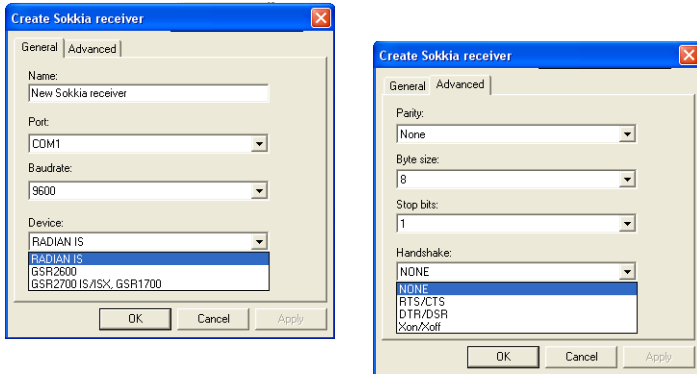 Create Sokkia receiver
General Advanced
Name:
New Sokkia receiver
Port:
COM1
Baudrate:
9600
Device:
RADIAN IS
RADIAN IS
GSR2600
GSR2700 IS/ISX, GSR1700
OK Cancel Apply
Create Sokkia receiver
General Advanced
Parity:
None
Byte size:
8
Stop bits:
1
Handshake:
NONE
NONE
RTS/CTS
DTR/DSR
Xon/Xoff
OK Cancel Apply